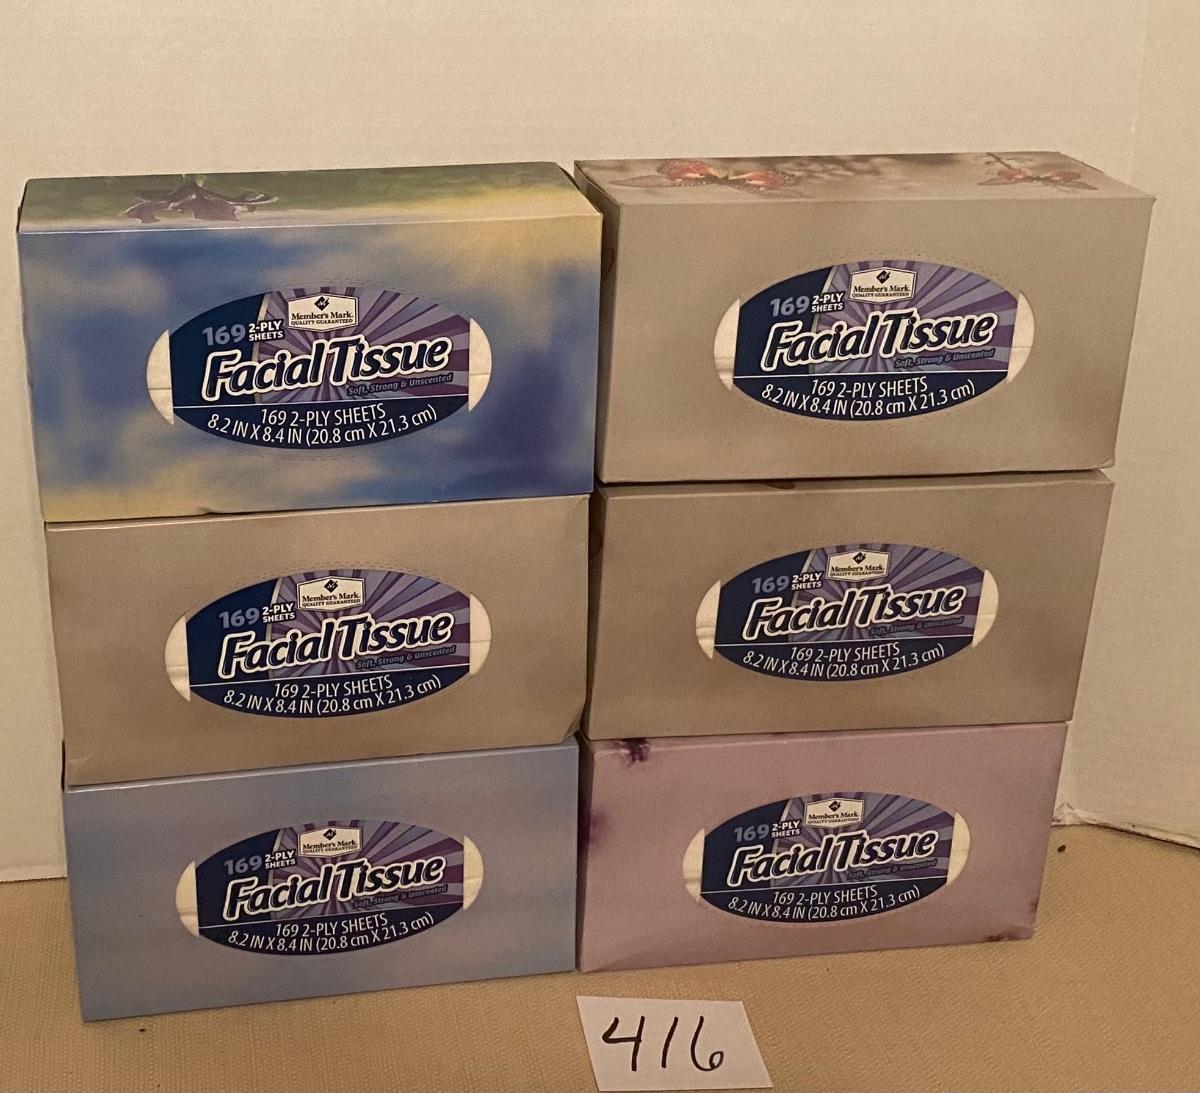 Member's Mark.
QUALITY GUARANTEED
169 2-PLY SHEETS
Facial Tissue
Soft, Strong & Unscented
169 2-PLY SHEETS
8.2 IN X 8.4 IN (20.8 cm X 21.3 cm)
Member's Mark.
QUALITY GUARANTEED
169 2-PLY SHEETS
Facial Tissue
Soft, Strong & Unscented
169 2-PLY SHEETS
8.2 IN X 8.4 IN (20.8 cm X 21.3 cm)
Member's Mark.
QUALITY GUARANTEED
169 2-PLY SHEETS
Facial Tissue
Soft, Strong & Unscented
169 2-PLY SHEETS
8.2 IN X 8.4 IN (20.8 cm X 21.3 cm)
Member's Mark.
QUALITY GUARANTEED
169 2-PLY SHEETS
Facial Tissue
Soft, Strong & Unscented
169 2-PLY SHEETS
8.2 IN X 8.4 IN (20.8 cm X 21.3 cm)
Member's Mark.
QUALITY GUARANTEED
169 2-PLY SHEETS
Facial Tissue
Soft, Strong & Unscented
169 2-PLY SHEETS
8.2 IN X 8.4 IN (20.8 cm X 21.3 cm)
Member's Mark.
QUALITY GUARANTEED
169 2-PLY SHEETS
Facial Tissue
Soft, Strong & Unscented
169 2-PLY SHEETS
8.2 IN X 8.4 IN (20.8 cm X 21.3 cm)
416